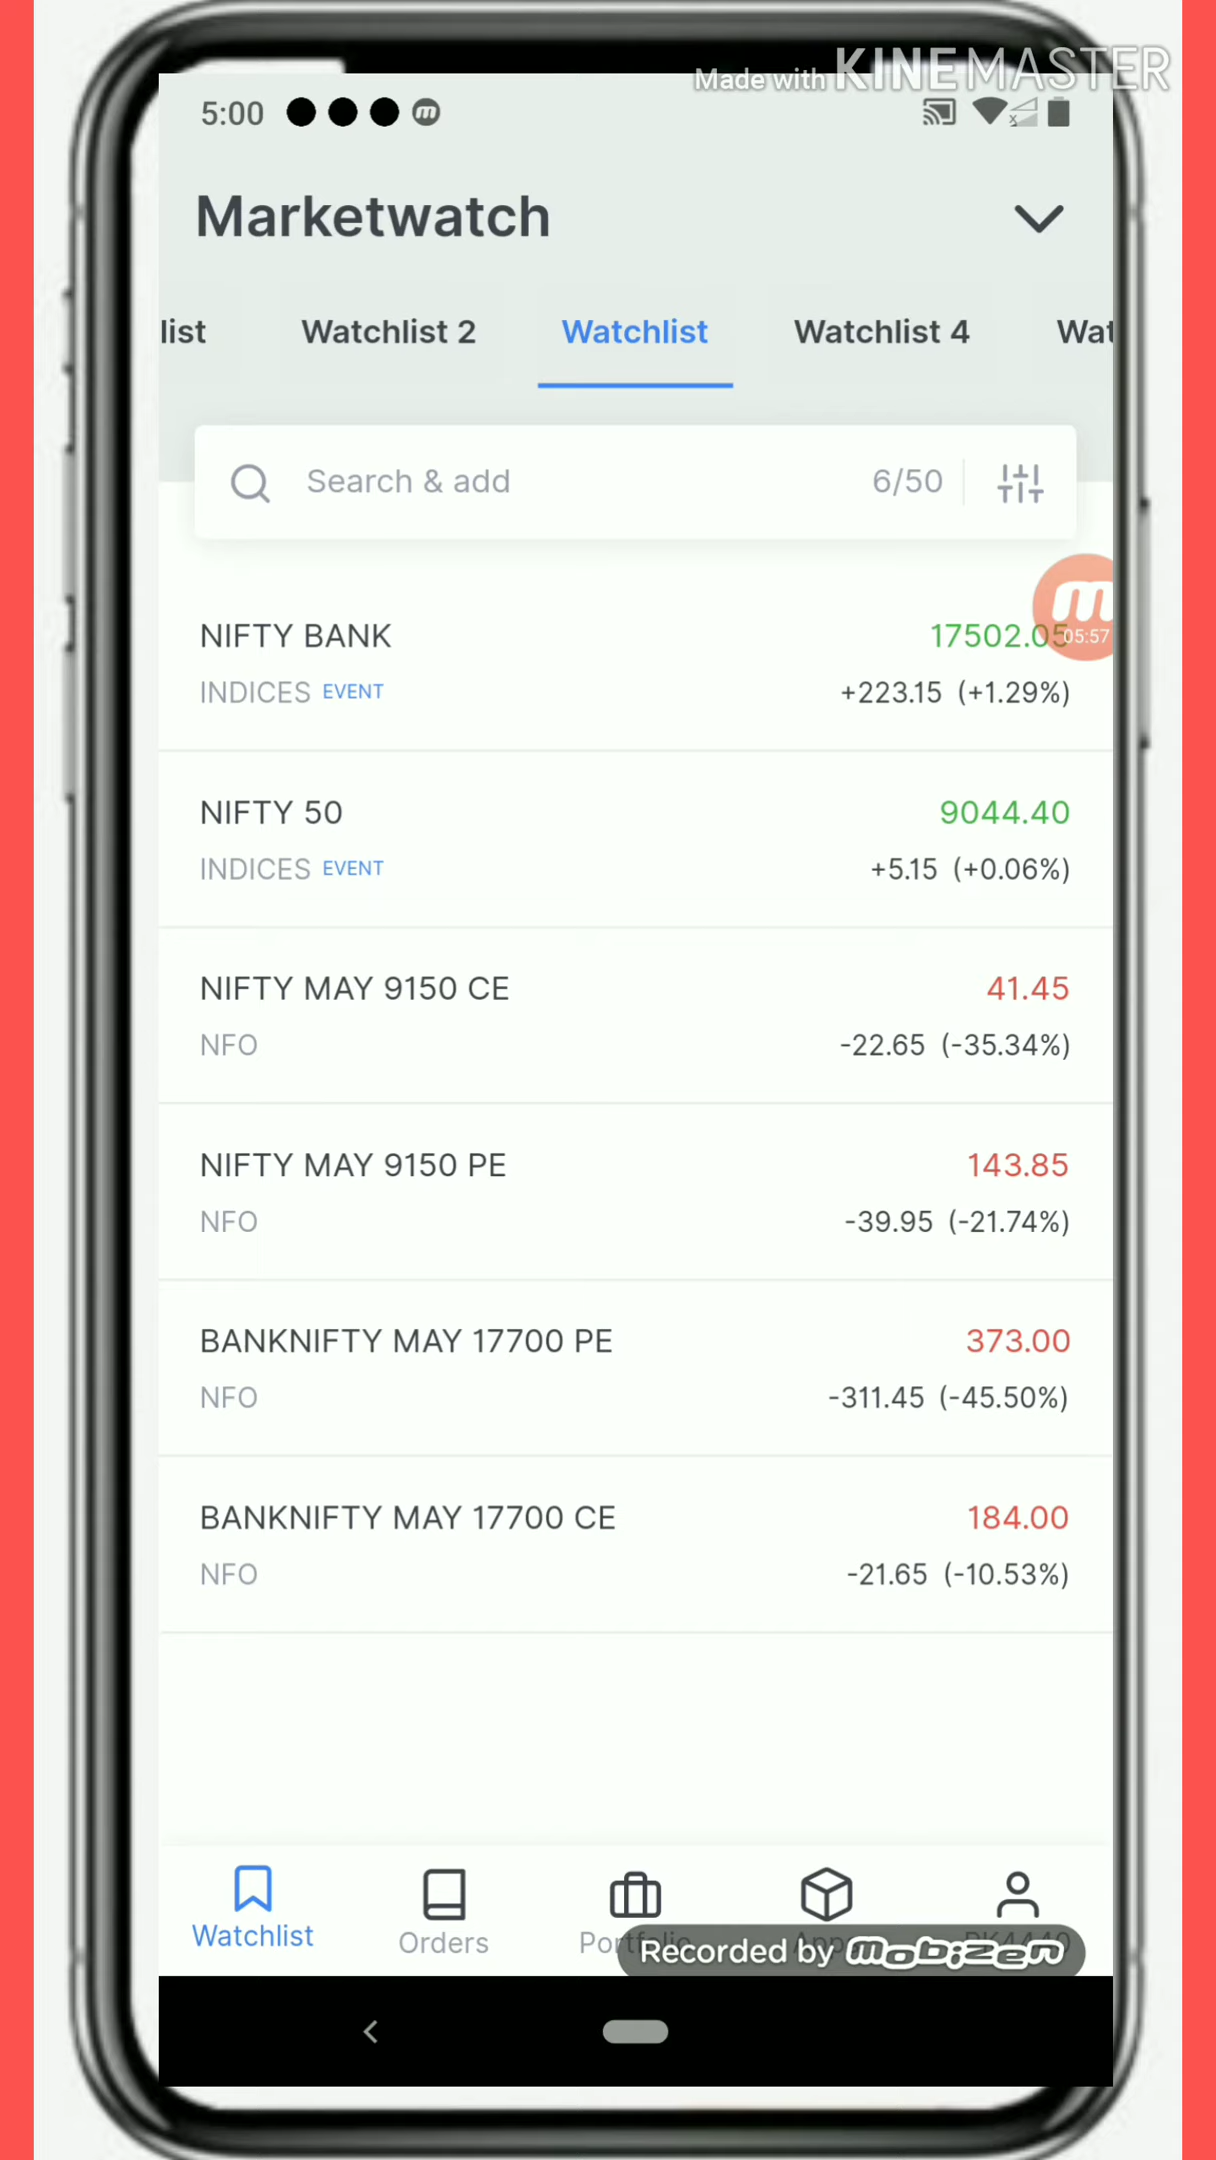 Made with KINEMASTER
5:00
Marketwatch
list Watchlist 2 Watchlist Watchlist 4 Wat
Search & add 6/50
NIFTY BANK 17502.05
05:57
INDICES EVENT +223.15 (+1.29%)
NIFTY 50 9044.40
INDICES EVENT +5.15 (+0.06%)
NIFTY MAY 9150 CE 41.45
NFO -22.65 (-35.34%)
NIFTY MAY 9150 PE 143.85
NFO -39.95 (-21.74%)
BANKNIFTY MAY 17700 PE 373.00
NFO -311.45 (-45.50%)
BANKNIFTY MAY 17700 CE 184.00
NFO -21.65 (-10.53%)
Watchlist Orders Portfolio Apps
Recorded by mobizen